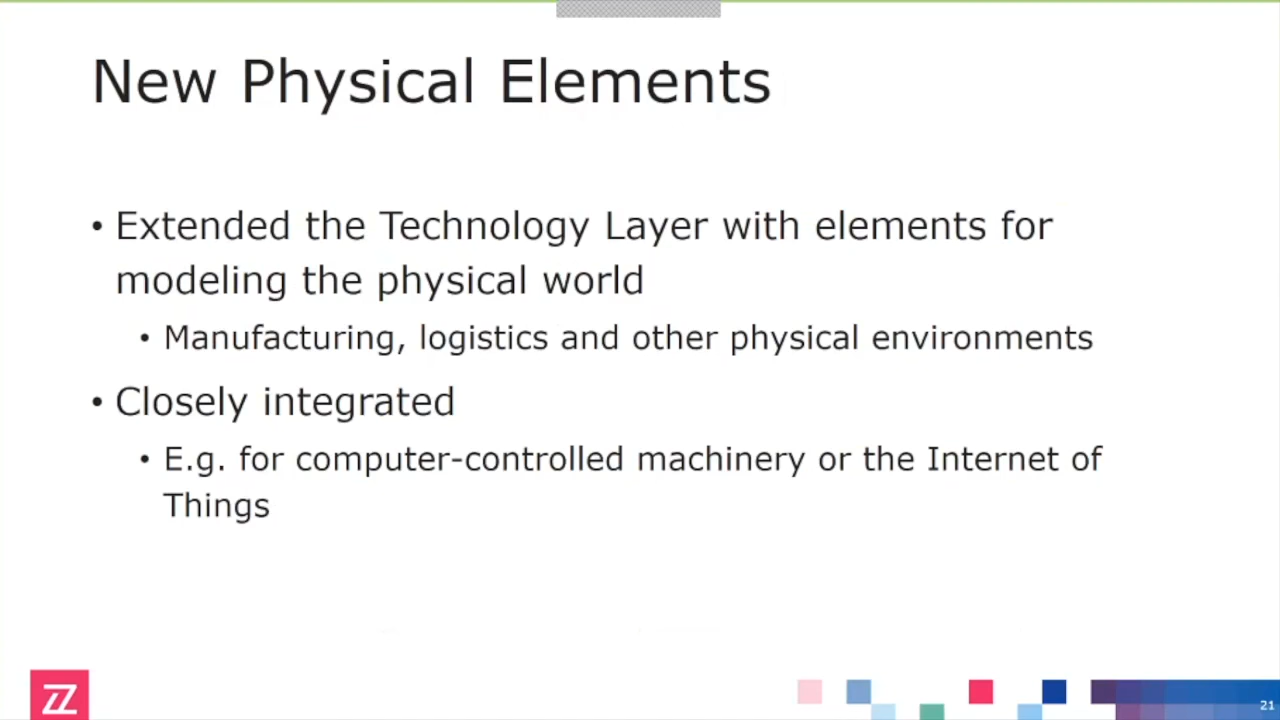 New Physical Elements
• Extended the Technology Layer with elements for
modeling the physical world
• Manufacturing, logistics and other physical environments
• Closely integrated
• E.g. for computer-controlled machinery or the Internet of
Things
21